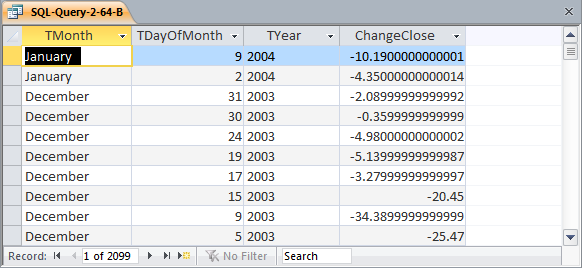 SQL-Query-2-64-B
TMonth TDayOfMonth TYear ChangeClose
January 9 2004 -10.1900000000001
January 2 2004 -4.35000000000014
December 31 2003 -2.08999999999992
December 30 2003 -0.3599999999999
December 24 2003 -4.98000000000002
December 19 2003 -5.13999999999987
December 17 2003 -3.27999999999997
December 15 2003 -20.45
December 9 2003 -34.3899999999999
December 5 2003 -25.47
Record: 1 of 2099 No Filter Search